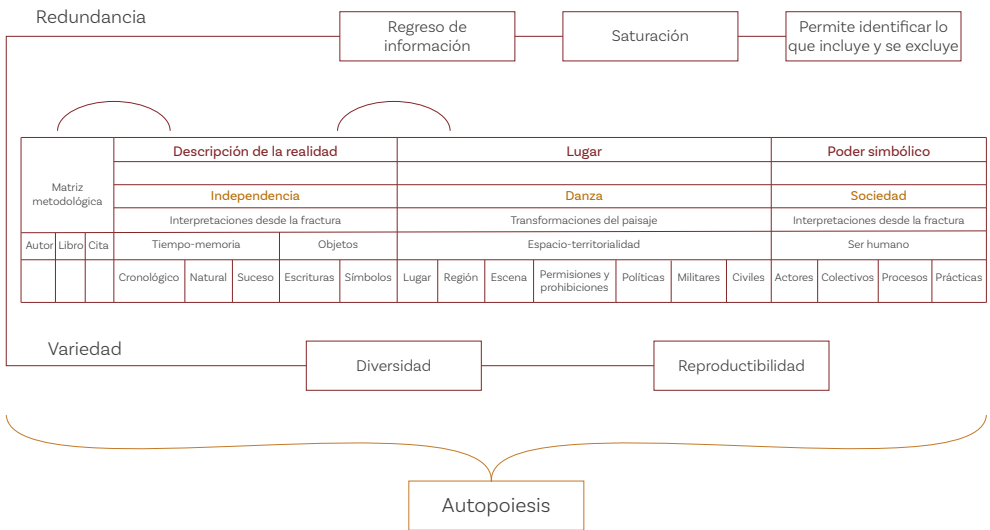 Redundancia
Regreso de
información
Saturación
Permite identificar lo
que incluye y se excluye
Matriz
metodológica
Descripción de la realidad
Lugar
Poder simbólico
Independencia
Danza
Sociedad
Interpretaciones desde la fractura
Transformaciones del paisaje
Interpretaciones desde la fractura
Autor
Libro
Cita
Tiempo-memoria
Objetos
Espacio-territorialidad
Ser humano
Cronológico
Natural
Suceso
Escrituras
Símbolos
Lugar
Región
Escena
Permisiones y
prohibiciones
Políticas
Militares
Civiles
Actores
Colectivos
Procesos
Prácticas
Variedad
Diversidad
Reproductibilidad
Autopoiesis